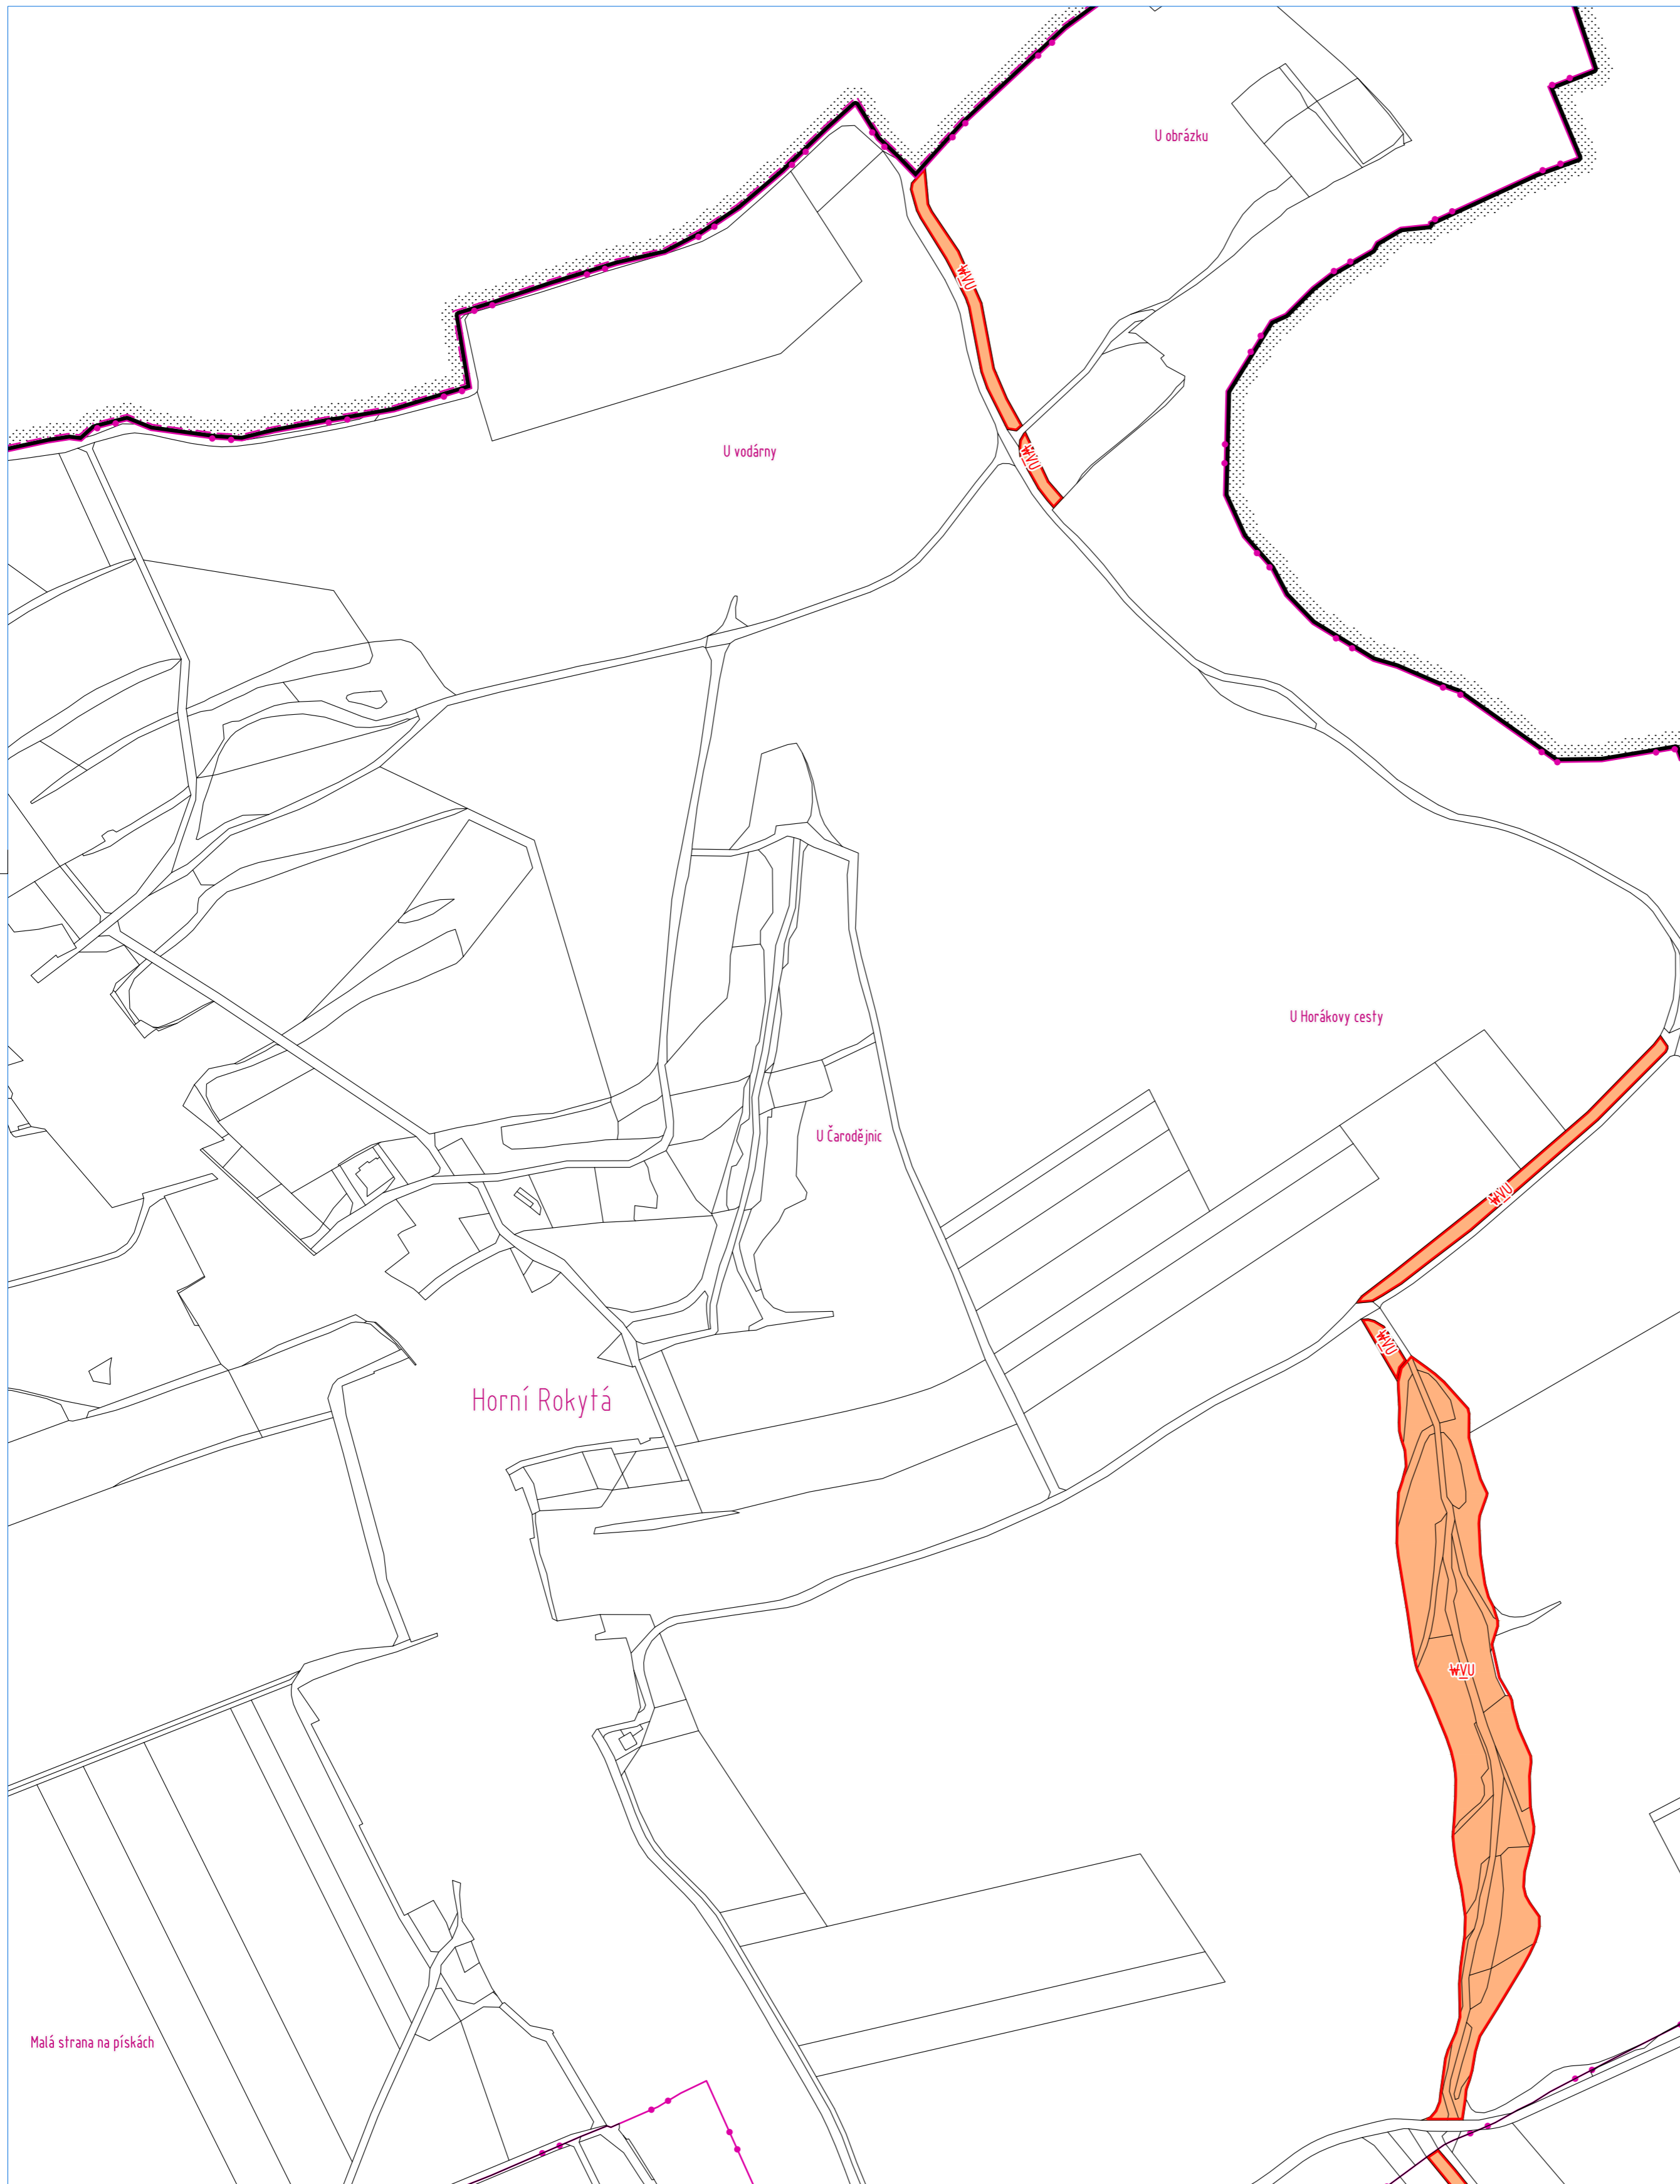 U obrázku
WVU
U vodárny
WVU
U Horákovy cesty
U Čarodějnic
WVU
WVU
Horní Rokytá
WVU
Malá strana na pískách